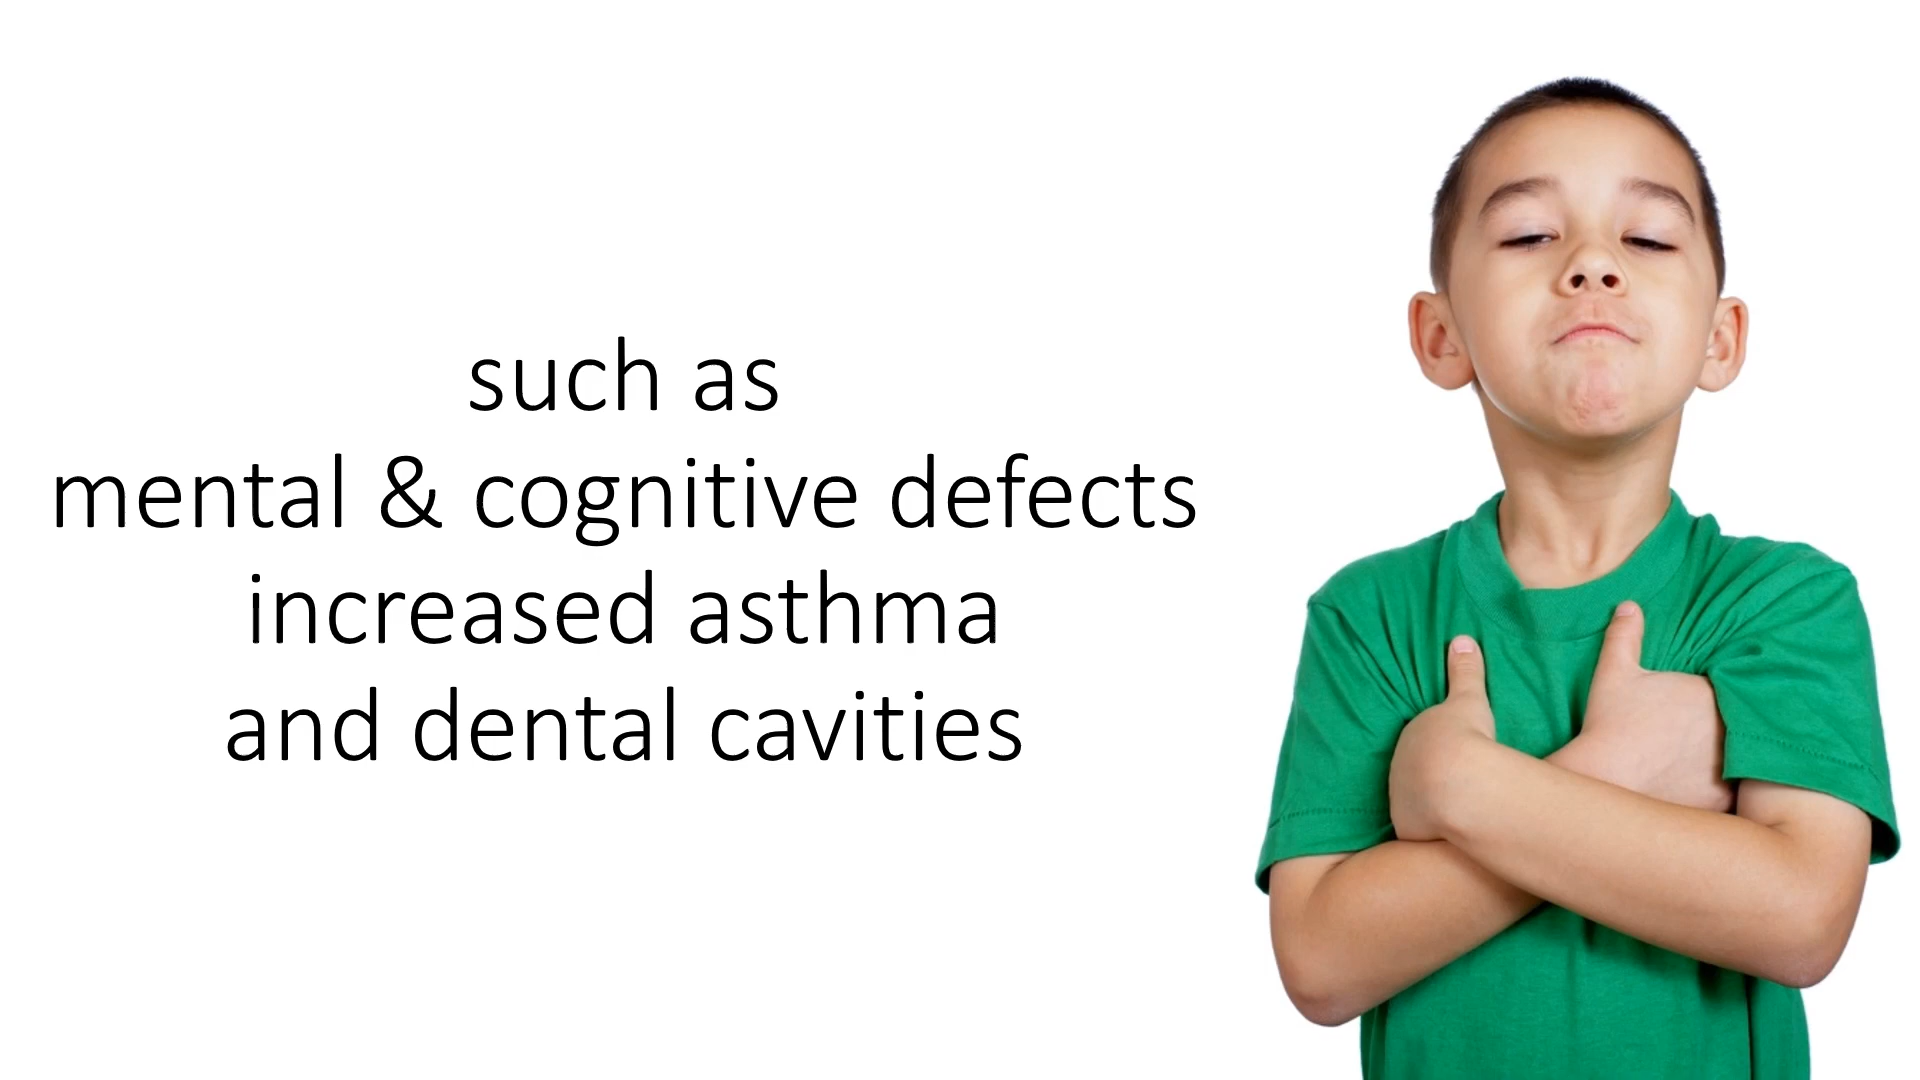 such as
mental & cognitive defects
increased asthma
and dental cavities